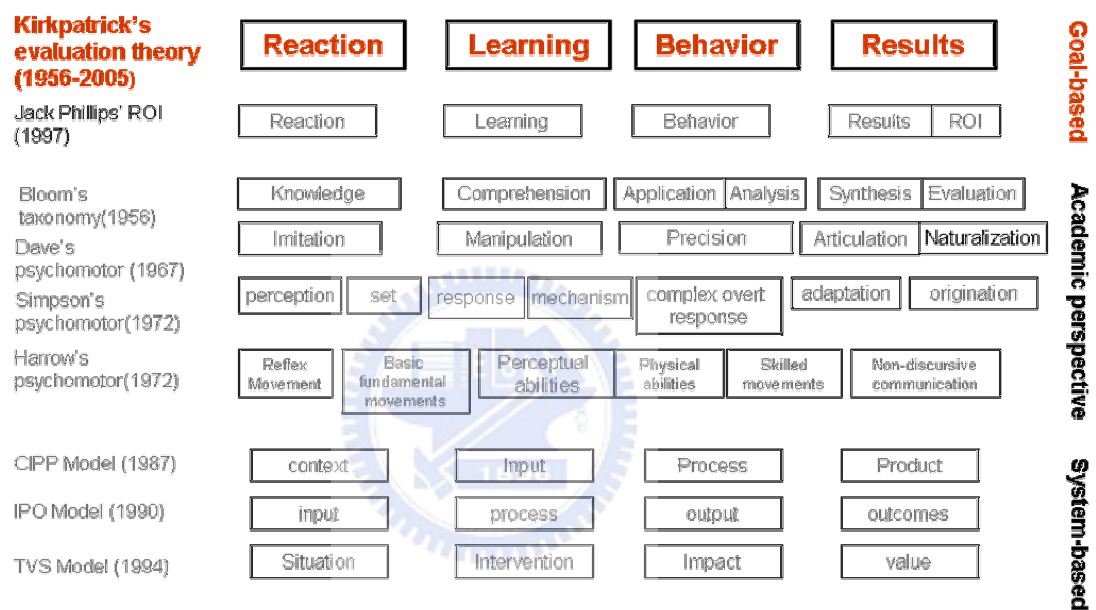 Kirkpatrick's
evaluation theory
(1956-2005)
Reaction Learning Behavior Results
Goal-based
Jack Phillips' ROI
(1997)
Reaction Learning Behavior Results ROI
Academic perspective
Bloom's
taxonomy(1956)
Knowledge Comprehension Application Analysis Synthesis Evaluation
Dave's
psychomotor (1967)
Imitation Manipulation Precision Articulation Naturalization
Simpson's
psychomotor(1972)
perception set response mechanism complex overt
response adaptation origination
Harrow's
psychomotor(1972)
Reflex
Movement
Basic
fundamental
movements
Perceptual
abilities
Physical
abilities
Skilled
movements
Non-discursive
communication
System-based
CIPP Model (1987)
context Input Process Product
IPO Model (1990)
input process output outcomes
TVS Model (1994)
Situation Intervention Impact value